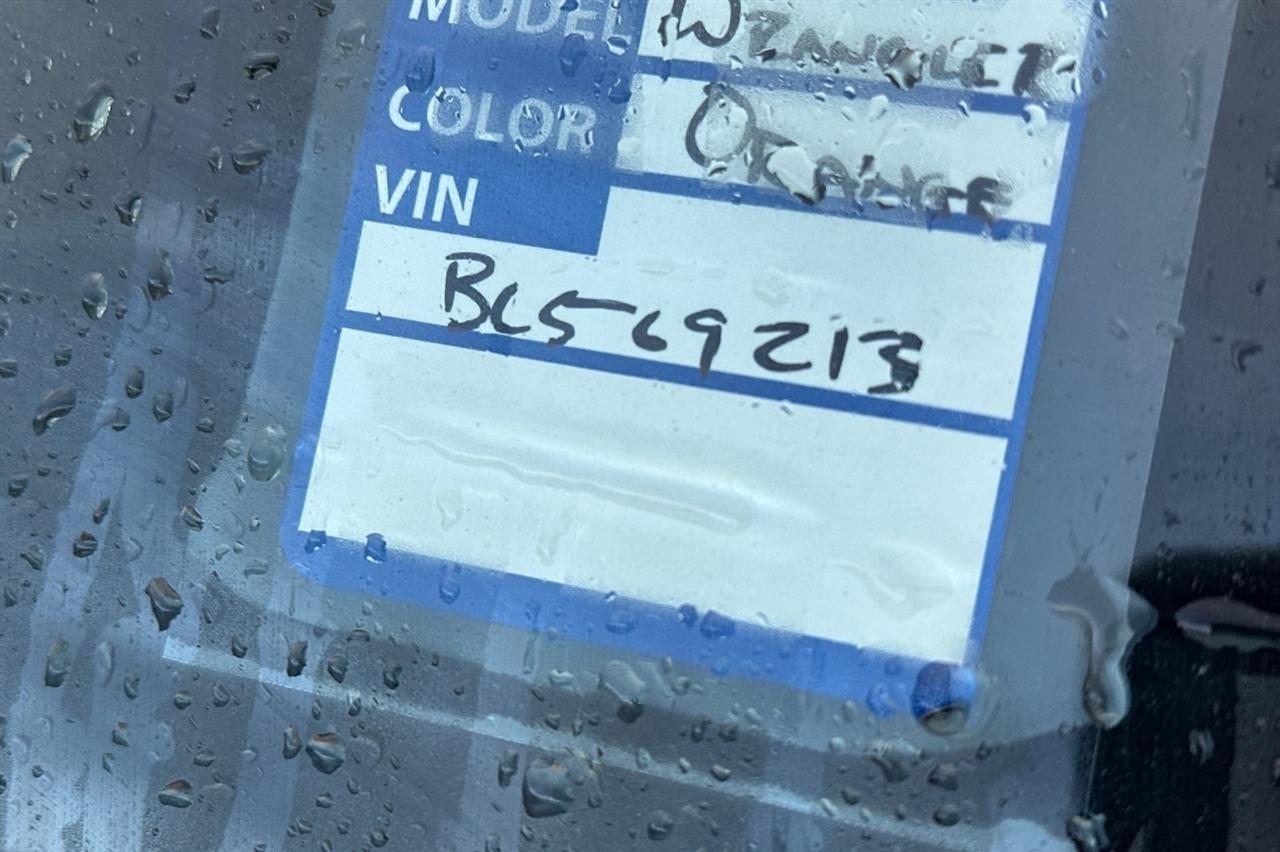 MODEL WRANGLER
COLOR ORANGE
VIN
BC569213